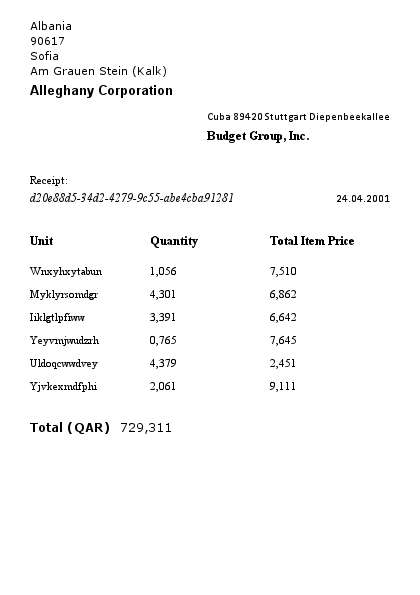 Albania
90617
Sofia
Am Grauen Stein (Kalk)
Alleghany Corporation
Cuba 89420 Stuttgart Diepenbeekallee
Budget Group, Inc.
Receipt:
d20e88d5-34d2-4279-9c55-abe4cba91281 24.04.2001
Unit Quantity Total Item Price
Wnxyhxytabun 1,056 7,510
Myklyrsomdgr 4,301 6,862
Iiklgtlpfiww 3,391 6,642
Yeyvmjwudzrh 0,765 7,645
Uldoqcwwdvey 4,379 2,451
Yjvkexmdfphi 2,061 9,111
Total (QAR) 729,311